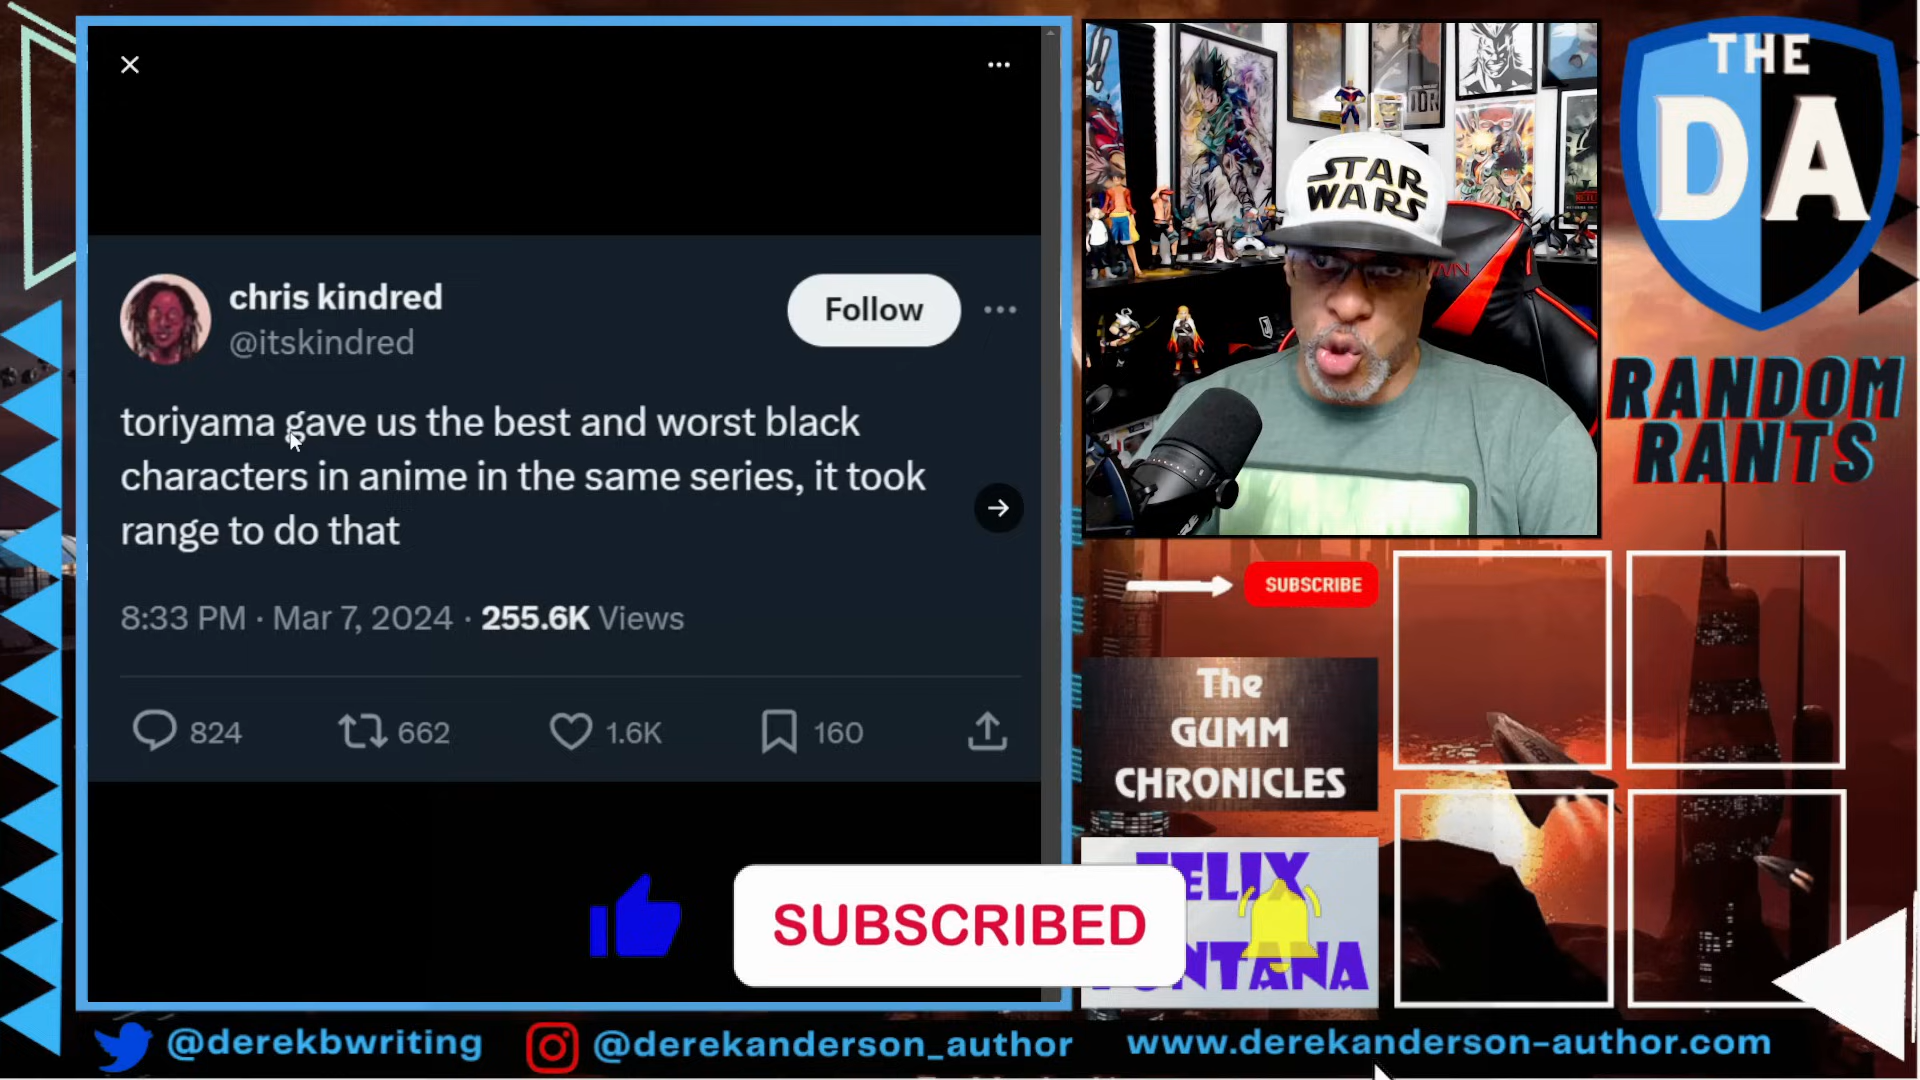 chris kindred
@itskindred
Follow
toriyama gave us the best and worst black
characters in anime in the same series, it took
range to do that
8:33 PM · Mar 7, 2024 · 255.6K Views
824
662
1.6K
160
STAR
WARS
THE
DA
RANDOM
RANTS
SUBSCRIBE
The
GUMM
CHRONICLES
SUBSCRIBED
@derekbwriting
@derekanderson_author
www.derekanderson-author.com